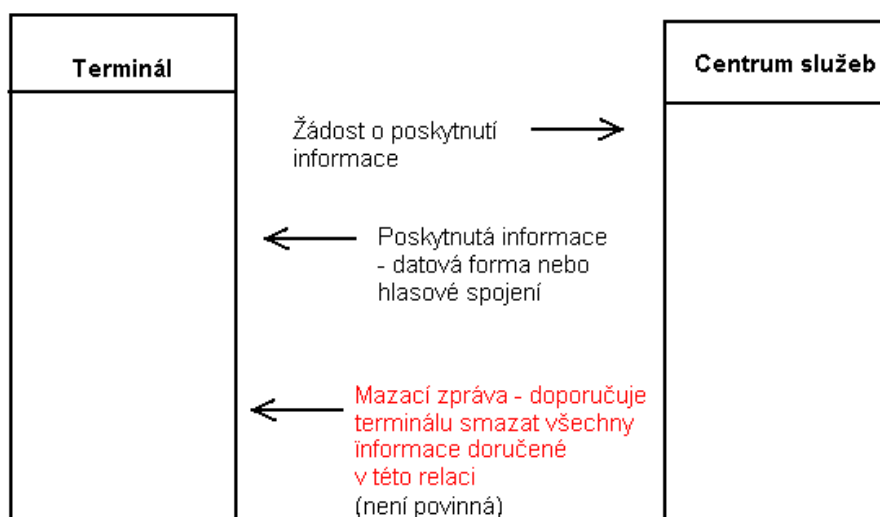 Terminál
Centrum služeb
Žádost o poskytnutí
informace
Poskytnutá informace
- datová forma nebo
hlasové spojení
Mazací zpráva - doporučuje
terminálu smazat všechny
informace doručené
v této relaci
(není povinná)